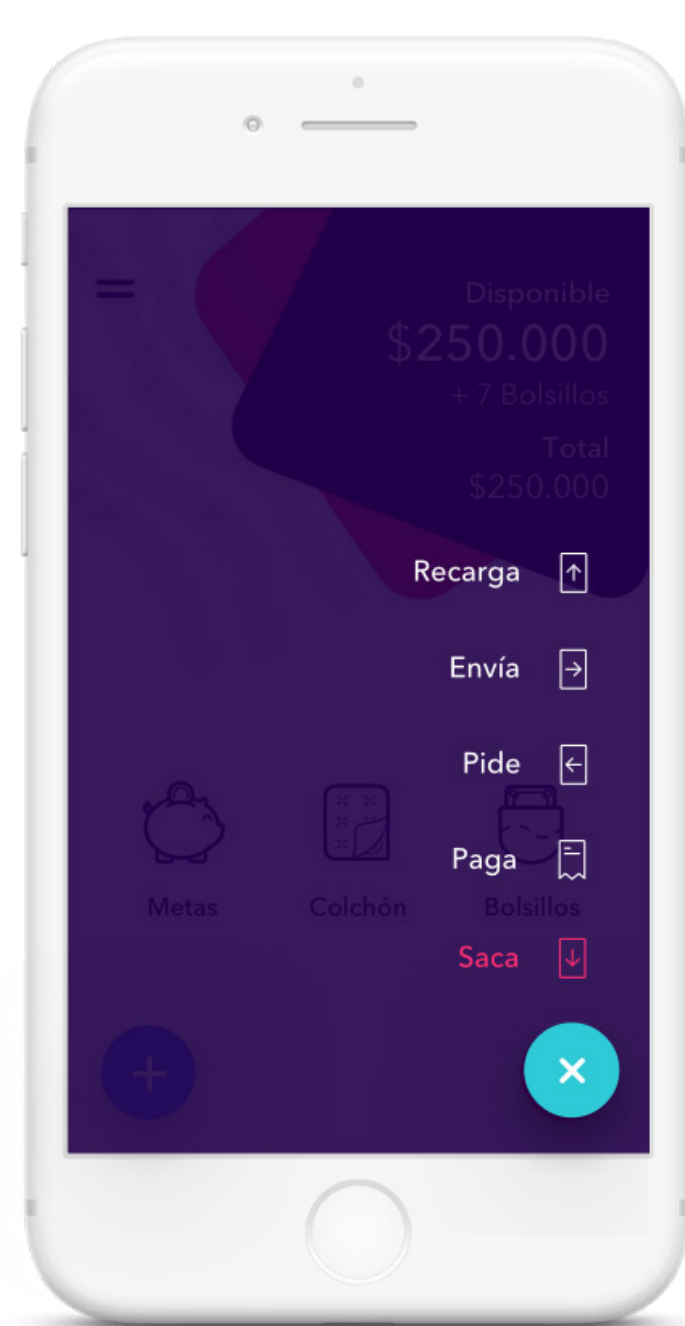 Disponible
$250.000
+ 7 Bolsillos
Total
$250.000
Recarga
Envía
Pide
Paga
Metas
Colchón
Bolsillos
Saca